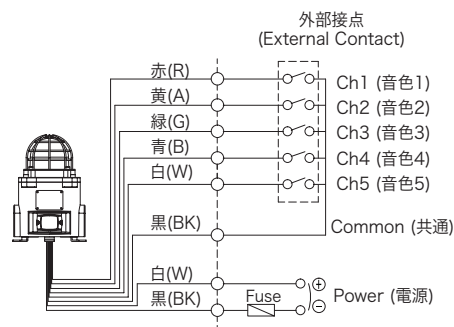 外部接点
(External Contact)
赤(R)
Ch1 (音色1)
黄(A)
Ch2 (音色2)
緑(G)
Ch3 (音色3)
青(B)
Ch4 (音色4)
白(W)
Ch5 (音色5)
黒(BK)
Common (共通)
白(W)
⊕
黒(BK)
Fuse
⊖
Power (電源)